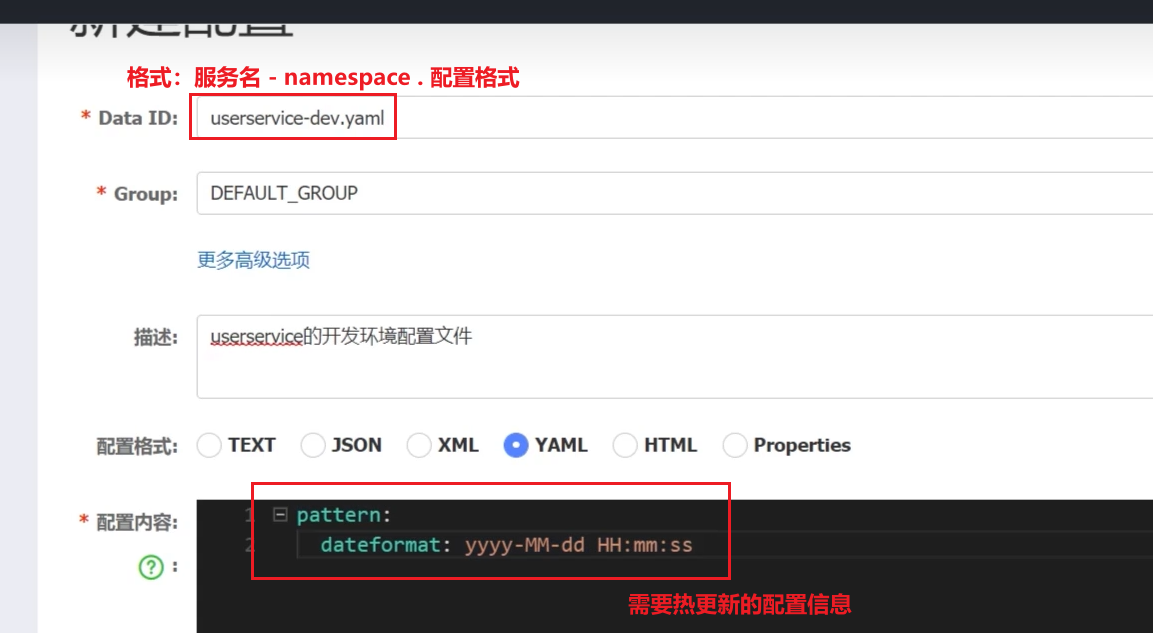 新建配置
格式：服务名 - namespace . 配置格式
* Data ID: userservice-dev.yaml
* Group: DEFAULT_GROUP
更多高级选项
描述: userservice的开发环境配置文件
配置格式: TEXT JSON XML YAML HTML Properties
* 配置内容: 1 pattern:
2 dateformat: yyyy-MM-dd HH:mm:ss
? :
需要热更新的配置信息